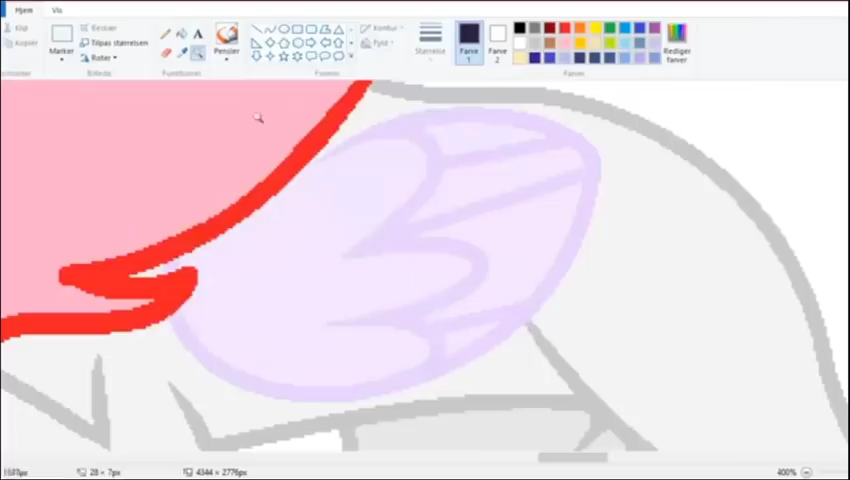 Hjem Vis
Klip
Kopier
Marker
Beskær
Tilpas størrelsen
Roter
Billede
A
Funktioner
Pensler
Former
Kontur
Fyld
Størrelse
Farve
1
Farve
2
Farver
Rediger
farver
28 × 7px
4344 × 2776px
400%